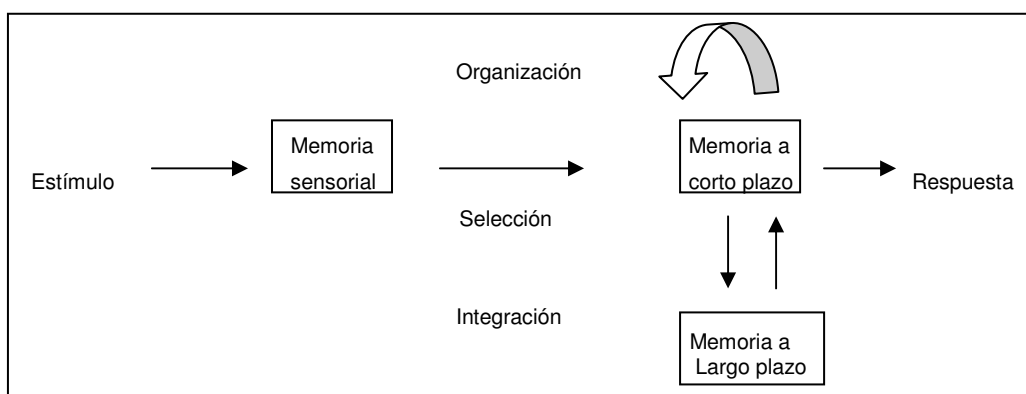 Organización
Memoria
sensorial
Memoria a
corto plazo
Estímulo
Respuesta
Selección
Integración
Memoria a
Largo plazo